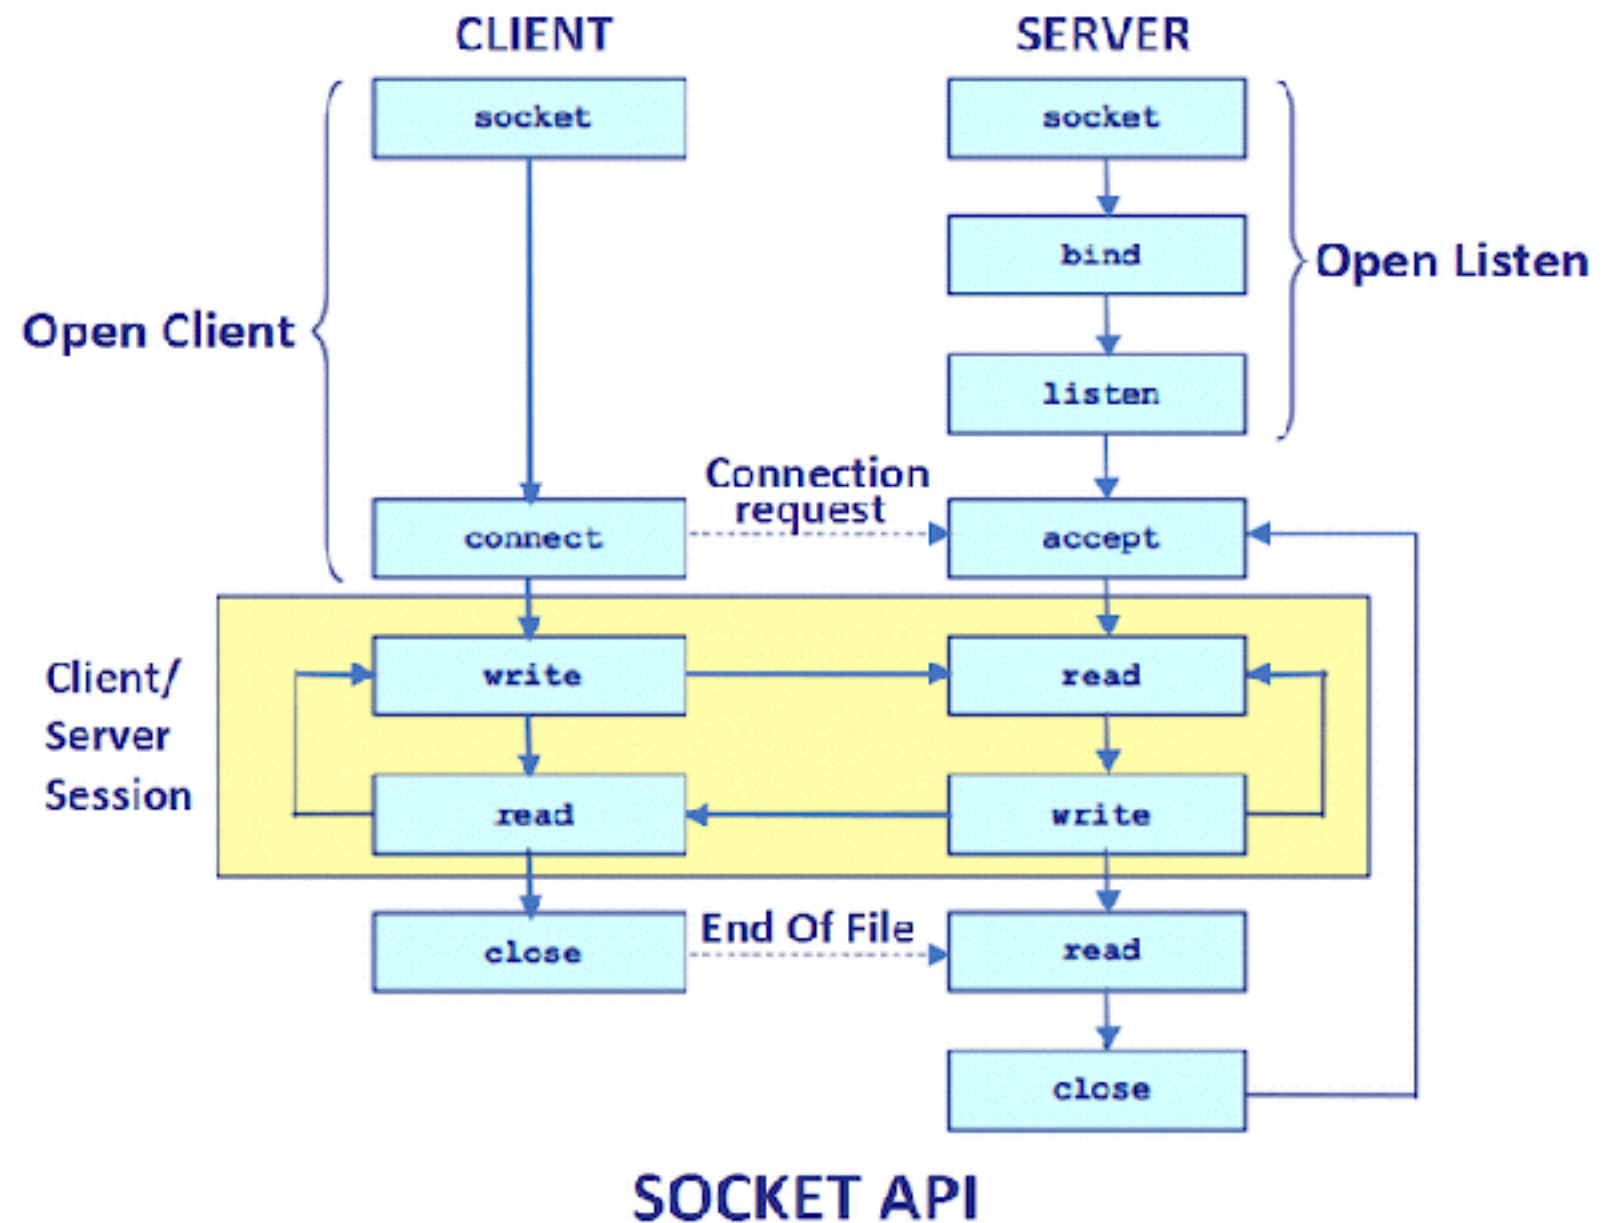 CLIENT
SERVER
socket
socket
bind
Open Listen
Open Client
listen
Connection
request
connect
accept
Client/
Server
Session
write
read
read
write
End Of File
close
read
close
SOCKET API